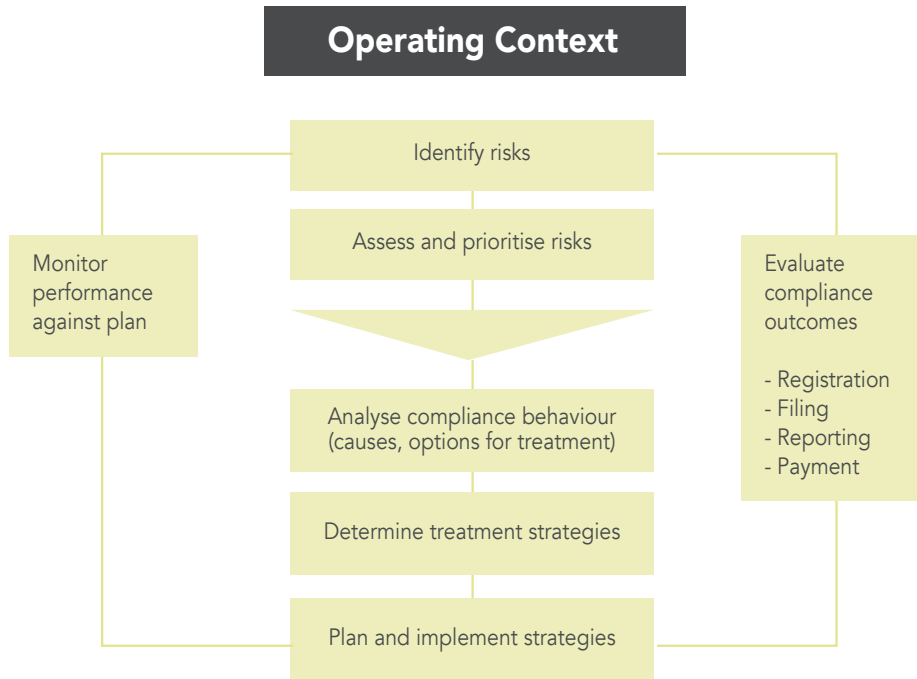 Operating Context
Identify risks
Assess and prioritise risks
Monitor
performance
against plan
Evaluate
compliance
outcomes
- Registration
- Filing
- Reporting
- Payment
Analyse compliance behaviour
(causes, options for treatment)
Determine treatment strategies
Plan and implement strategies